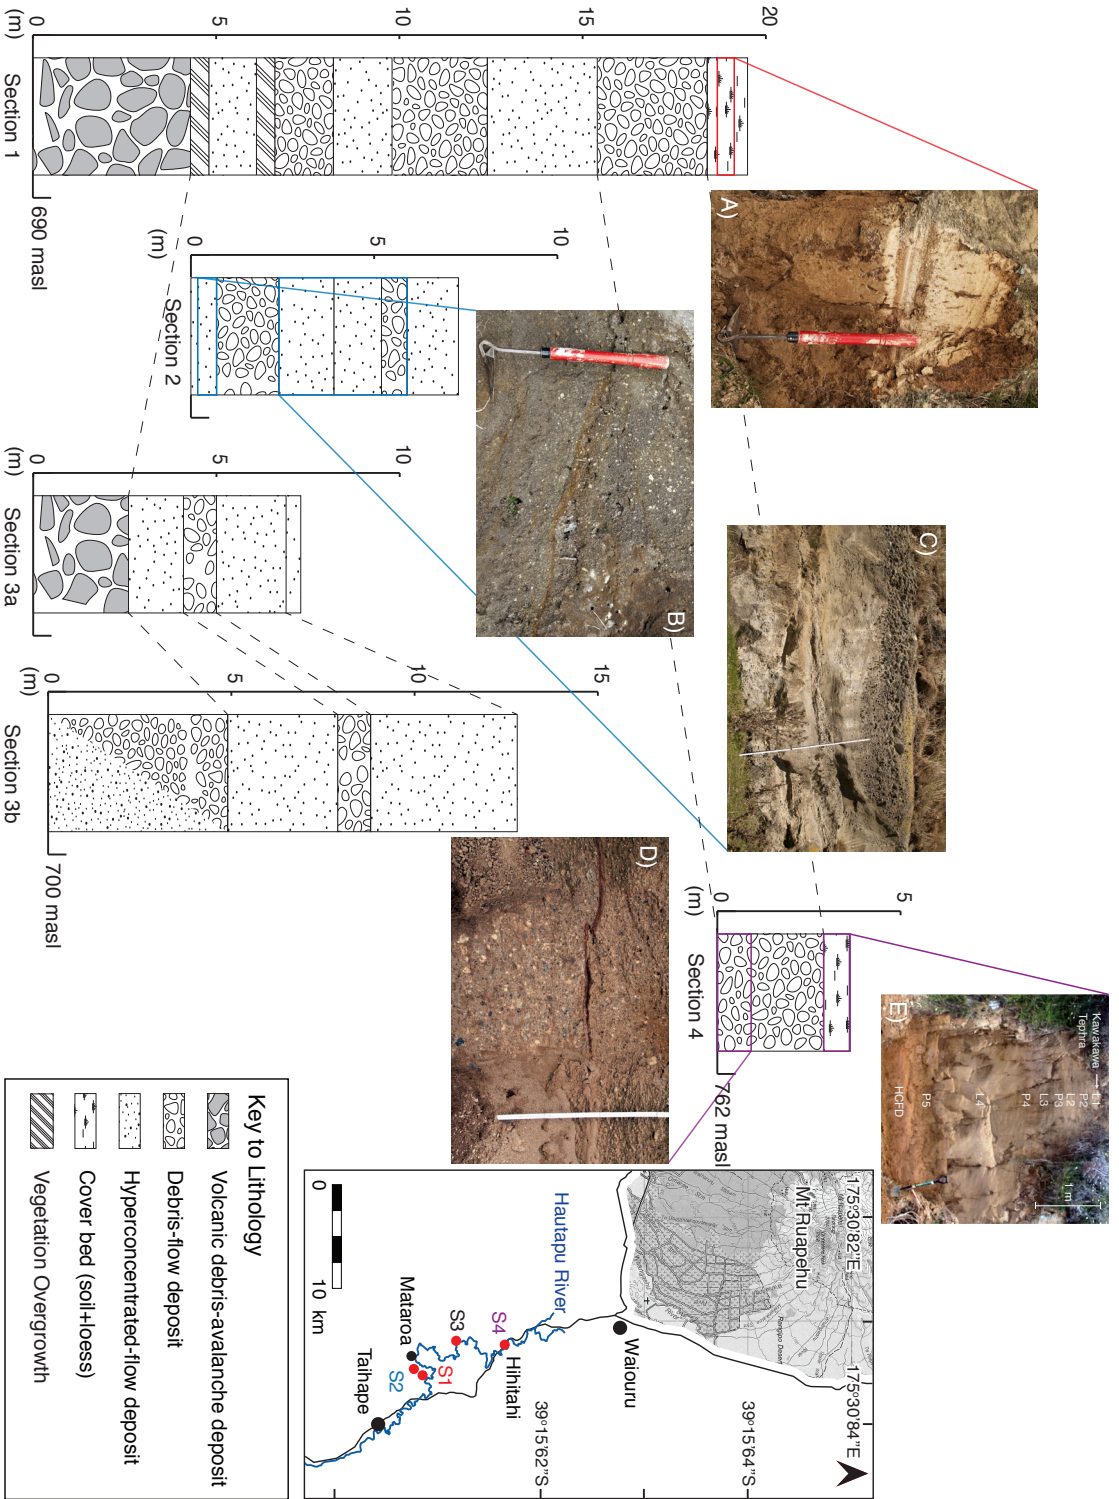 20
15
10
5
0
(m)
Section 1
690 masl
A)
10
5
0
(m)
Section 2
B)
C)
10
5
0
(m)
Section 3a
15
10
5
0
(m)
Section 3b
700 masl
D)
5
0
(m)
Section 4
762 masl
E)
Kawakawa
Tephra
L1
P2
L2
P3
L3
P4
L4
P5
HCFD
1 m
175°30'82"E
175°30'84"E
Mt Ruapehu
Rangipo Desert
Waiouru
39°15'64"S
39°15'62"S
Hautapu River
S4
Hihitahi
S3
Mataroa
S1
S2
Taihape
0
10 km
Key to Lithology
Volcanic debris-avalanche deposit
Debris-flow deposit
Hyperconcentrated-flow deposit
Cover bed (soil+loess)
Vegetation Overgrowth